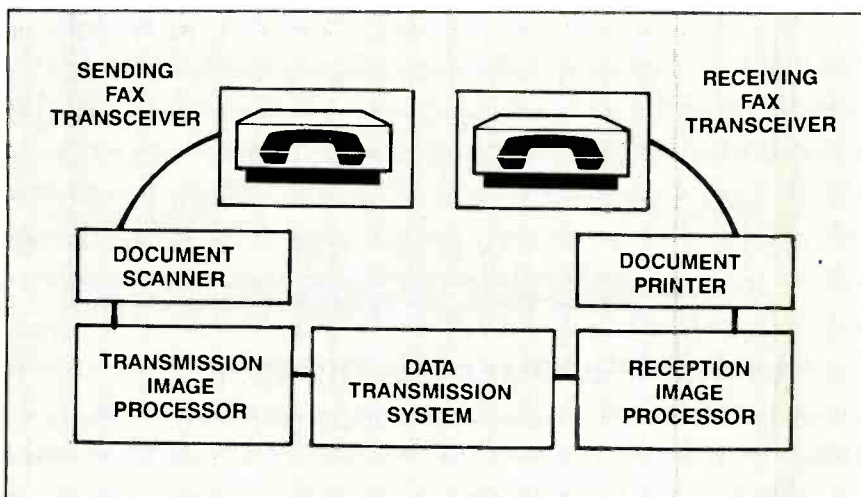 SENDING
FAX
TRANSCEIVER
RECEIVING
FAX
TRANSCEIVER
DOCUMENT
SCANNER
DOCUMENT
PRINTER
TRANSMISSION
IMAGE
PROCESSOR
DATA
TRANSMISSION
SYSTEM
RECEPTION
IMAGE
PROCESSOR